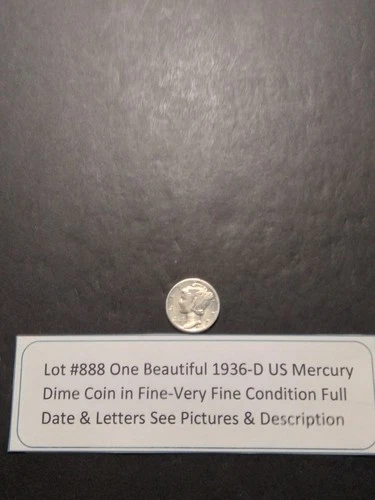 Lot #888 One Beautiful 1936-D US Mercury
Dime Coin in Fine-Very Fine Condition Full
Date & Letters See Pictures & Description